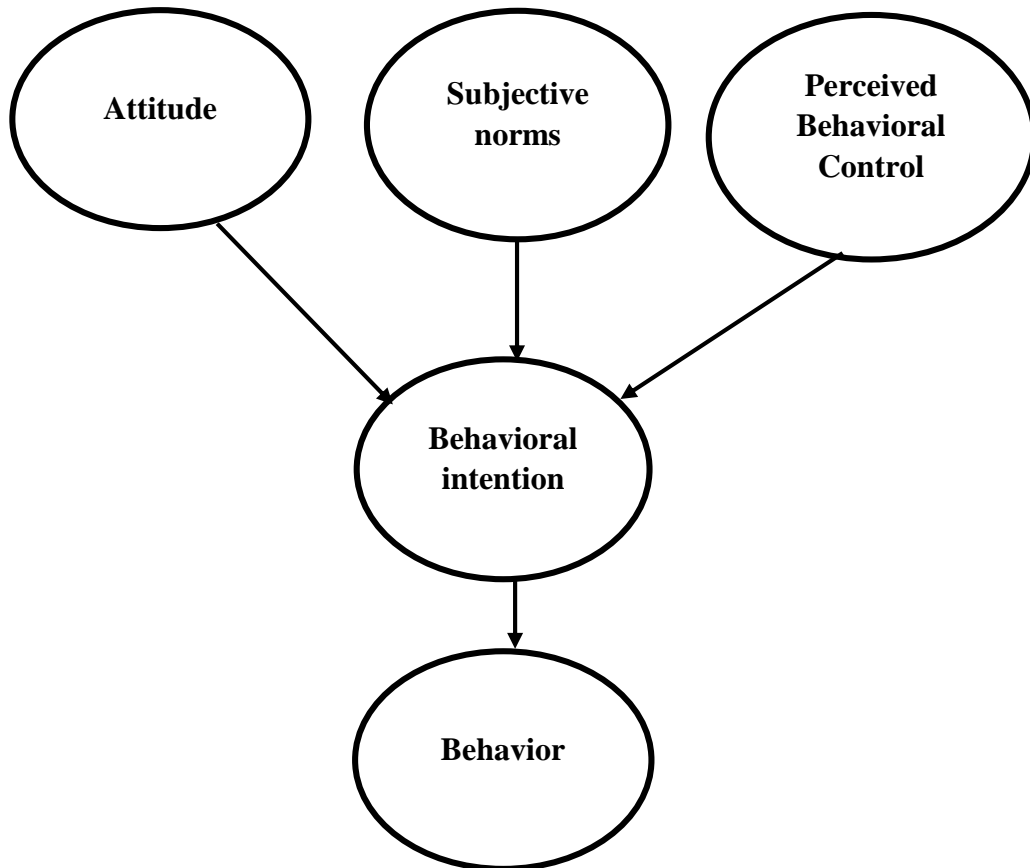 Attitude
Subjective
norms
Perceived
Behavioral
Control
Behavioral
intention
Behavior